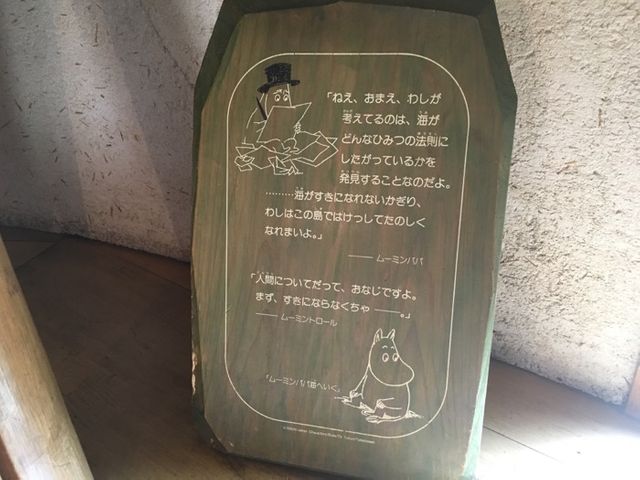 「ねえ、おまえ、わしが
考えてるのは、海が
どんなひみつの法則に
したがっているかを
発見することなのだよ。
………海がすきになれないかぎり、
わしはこの島ではけっしてたのしく
なれまいよ。」
ムーミンパパ
「人間についてだって、おなじですよ。
まず、すきにならなくちゃ――。」
ムーミントロール
『ムーミンパパ海へいく』